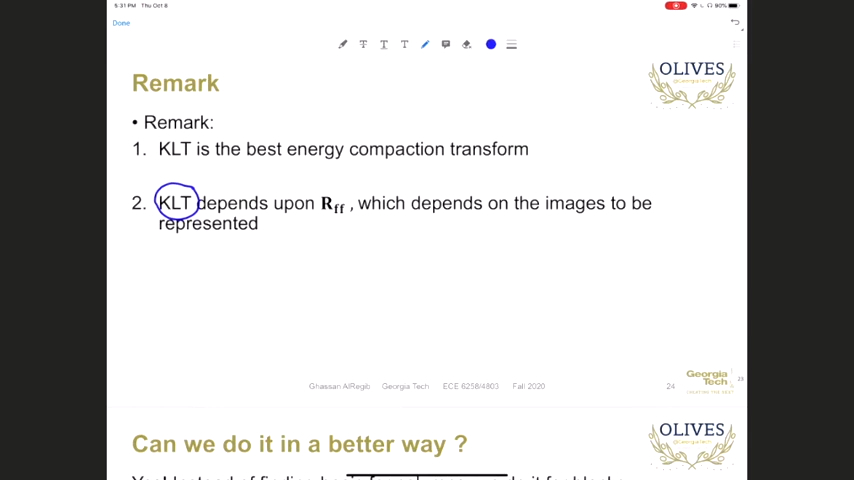 5:31 PM Thu Oct 8
90%
Done
Remark
OLIVES
• Remark:
1. KLT is the best energy compaction transform
2. KLT depends upon Rff , which depends on the images to be
represented
Ghassan AlRegib Georgia Tech ECE 6258/4803 Fall 2020
24
Georgia
Tech
23
Can we do it in a better way ?
OLIVES